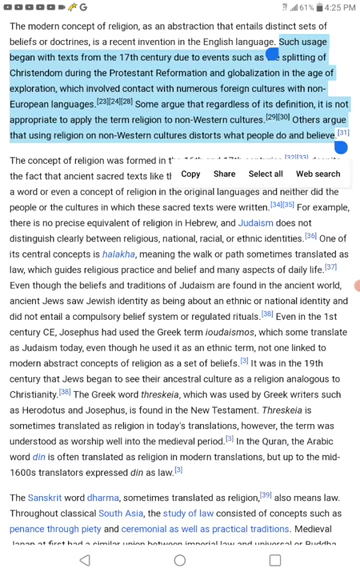 61% 4:25 PM
The modern concept of religion, as an abstraction that entails distinct sets of
beliefs or doctrines, is a recent invention in the English language. Such usage
began with texts from the 17th century due to events such as splitting of
Christendom during the Protestant Reformation and globalization in the age of
exploration, which involved contact with numerous foreign cultures with non-
European languages.[23][24][28] Some argue that regardless of its definition, it is not
appropriate to apply the term religion to non-Western cultures.[29][30] Others argue
that using religion on non-Western cultures distorts what people do and believe.[31]
The concept of religion was formed in the 16th and 17th centuries,[32][33] despite
the fact that ancient sacred texts like th
Copy Share Select all Web search
a word or even a concept of religion in the original languages and neither did the
people or the cultures in which these sacred texts were written.[34][35] For example,
there is no precise equivalent of religion in Hebrew, and Judaism does not
distinguish clearly between religious, national, racial, or ethnic identities.[36] One of
its central concepts is halakha, meaning the walk or path sometimes translated as
law, which guides religious practice and belief and many aspects of daily life.[37]
Even though the beliefs and traditions of Judaism are found in the ancient world,
ancient Jews saw Jewish identity as being about an ethnic or national identity and
did not entail a compulsory belief system or regulated rituals.[38] Even in the 1st
century CE, Josephus had used the Greek term ioudaismos, which some translate
as Judaism today, even though he used it as an ethnic term, not one linked to
modern abstract concepts of religion as a set of beliefs.[3] It was in the 19th
century that Jews began to see their ancestral culture as a religion analogous to
Christianity.[38] The Greek word threskeia, which was used by Greek writers such
as Herodotus and Josephus, is found in the New Testament. Threskeia is
sometimes translated as religion in today's translations, however, the term was
understood as worship well into the medieval period.[3] In the Quran, the Arabic
word din is often translated as religion in modern translations, but up to the mid-
1600s translators expressed din as law.[3]
The Sanskrit word dharma, sometimes translated as religion,[39] also means law.
Throughout classical South Asia, the study of law consisted of concepts such as
penance through piety and ceremonial as well as practical traditions. Medieval
Japan at first had a similar union between imperial law and universal or Buddha